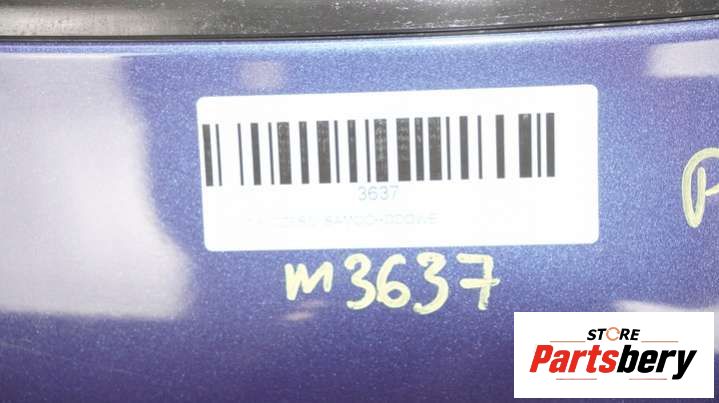 3637
m3637
P
STORE
Partsbery